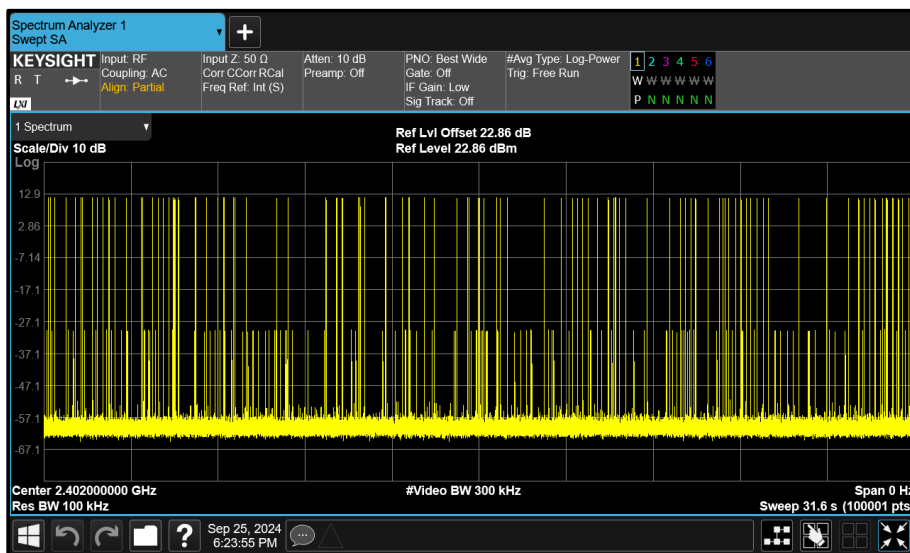 Spectrum Analyzer 1
Swept SA
+
KEYSIGHT
R T
LXI
Input: RF
Coupling: AC
Align: Partial
Input Z: 50 Ω
Corr CCorr RCal
Freq Ref: Int (S)
Atten: 10 dB
Preamp: Off
PNO: Best Wide
Gate: Off
IF Gain: Low
Sig Track: Off
#Avg Type: Log-Power
Trig: Free Run
1 2 3 4 5 6
W W W W W W
P N N N N N
1 Spectrum
Scale/Div 10 dB
Ref Lvl Offset 22.86 dB
Ref Level 22.86 dBm
Log
12.9
2.86
-7.14
-17.1
-27.1
-37.1
-47.1
-57.1
-67.1
Center 2.402000000 GHz
Res BW 100 kHz
#Video BW 300 kHz
Span 0 Hz
Sweep 31.6 s (100001 pts
?
Sep 25, 2024
6:23:55 PM